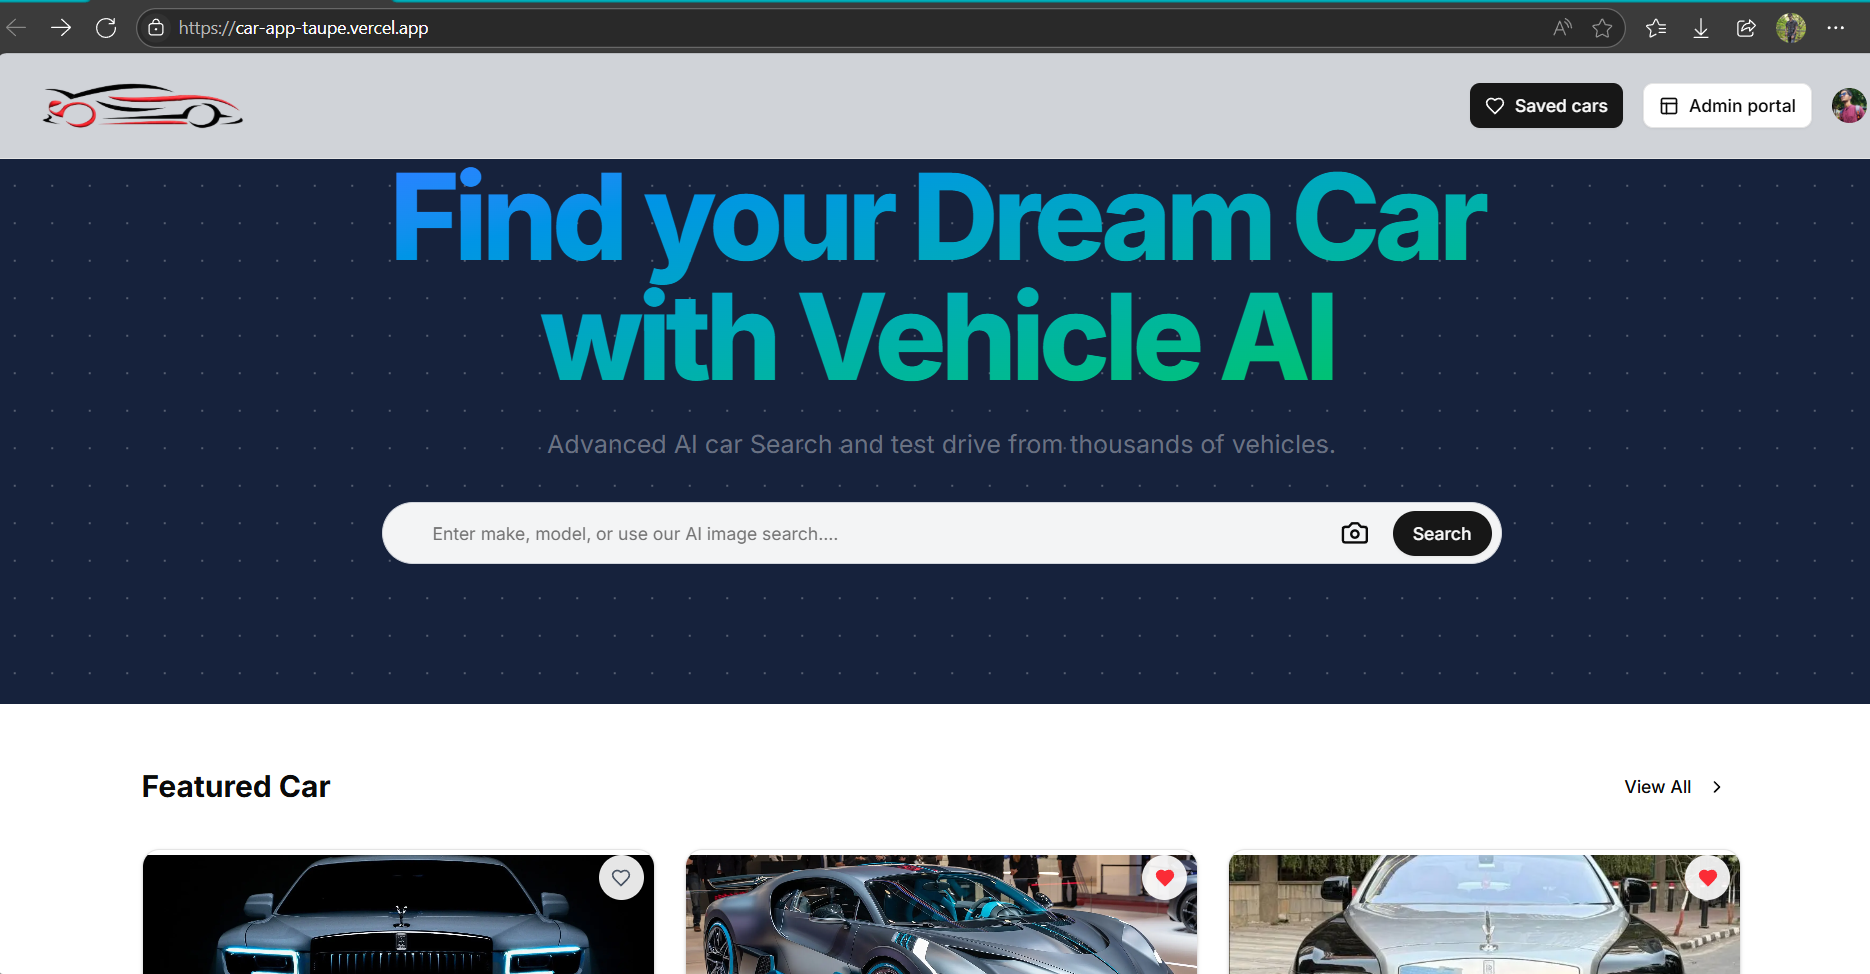 https://car-app-taupe.vercel.app
Saved cars
Admin portal
Find your Dream Car
with Vehicle AI
Advanced AI car Search and test drive from thousands of vehicles.
Enter make, model, or use our AI image search....
Search
Featured Car
View All